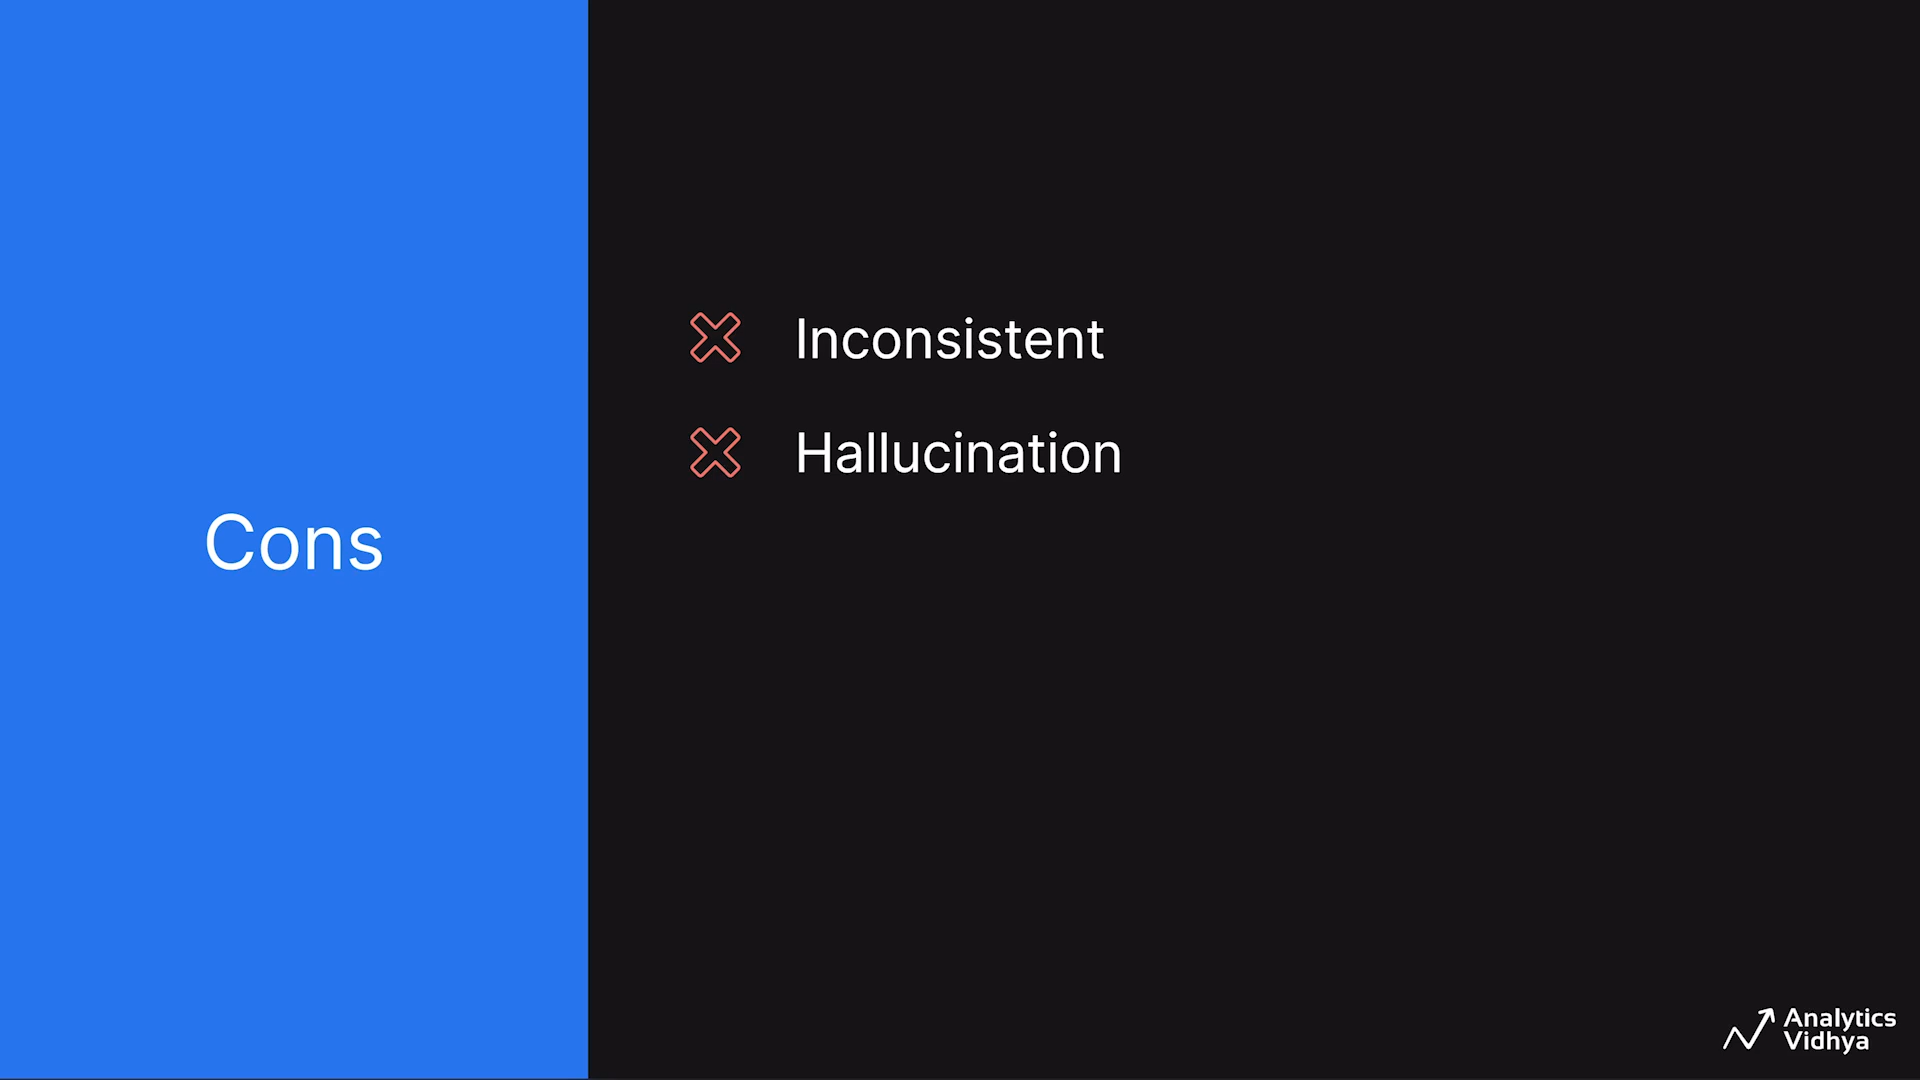 Cons
Inconsistent
Hallucination
Analytics
Vidhya